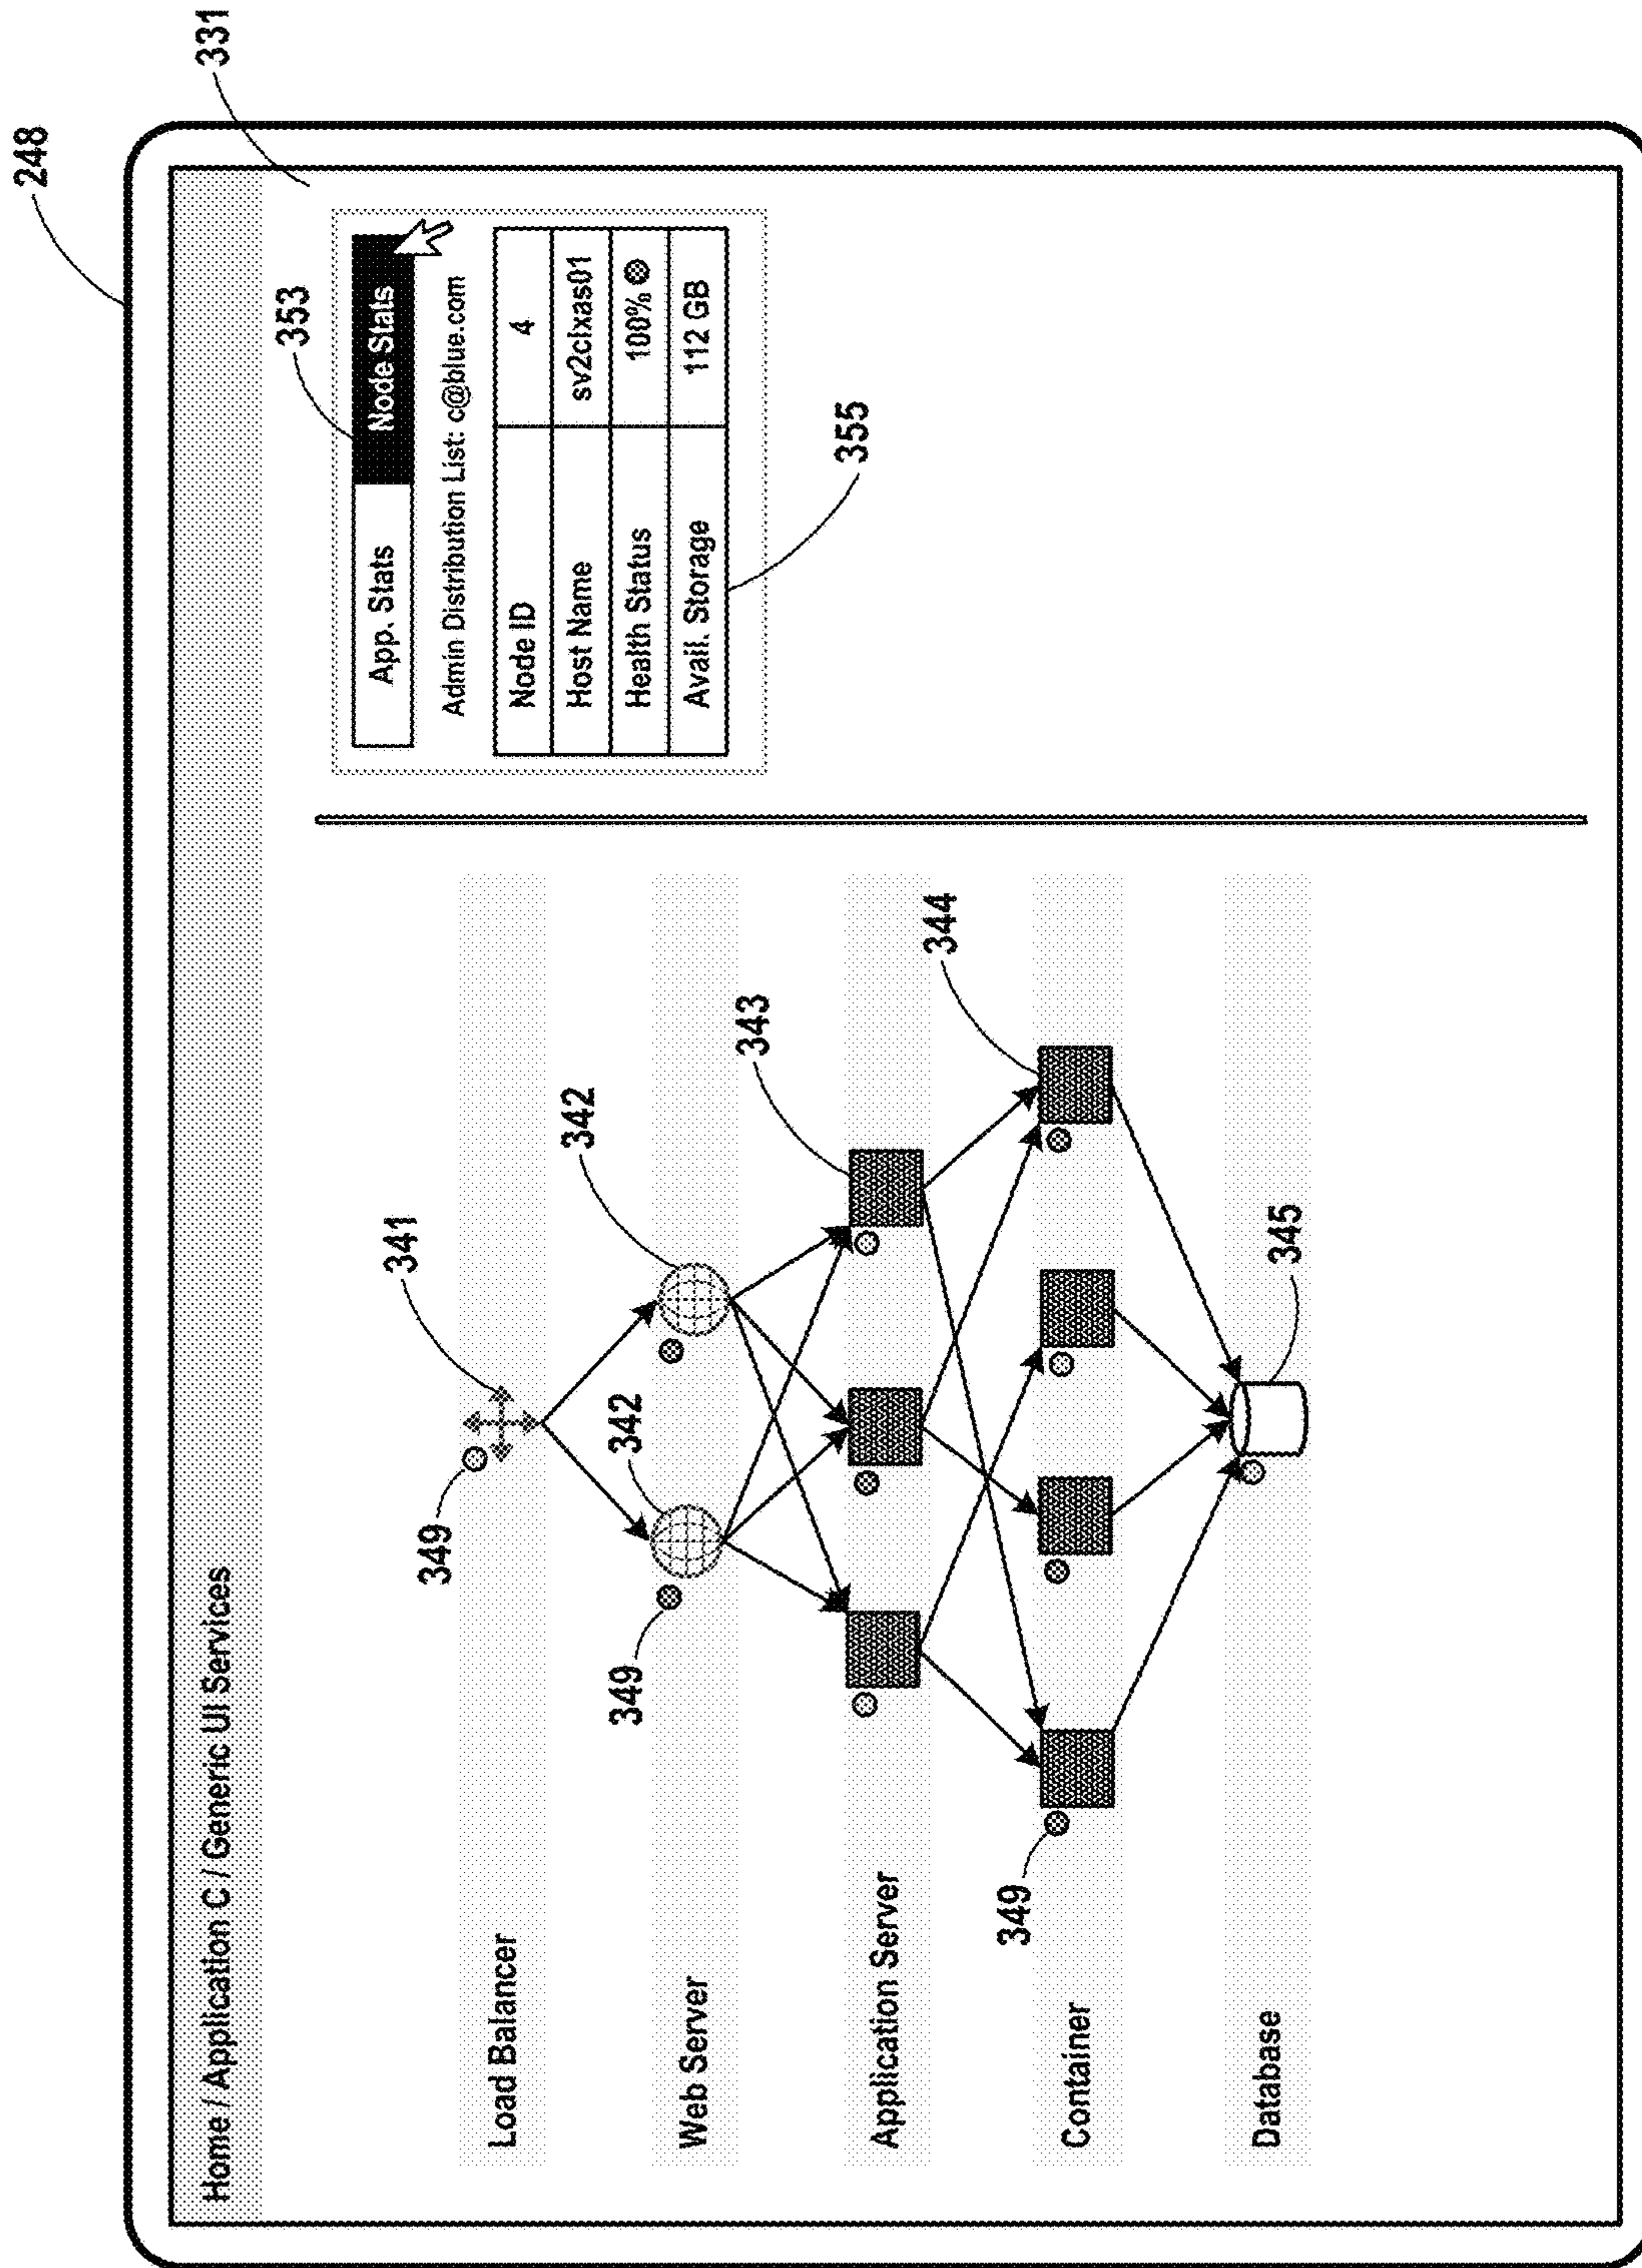 248
331
Home / Application C / Generic UI Services
353
App. Stats
Node Stats
Admin Distribution List: c@blue.com
Node ID 4
Host Name sv2clxas01
Health Status 100%
Avail. Storage 112 GB
355
341
349
Load Balancer
342
342
349
Web Server
343
Application Server
344
349
Container
345
Database